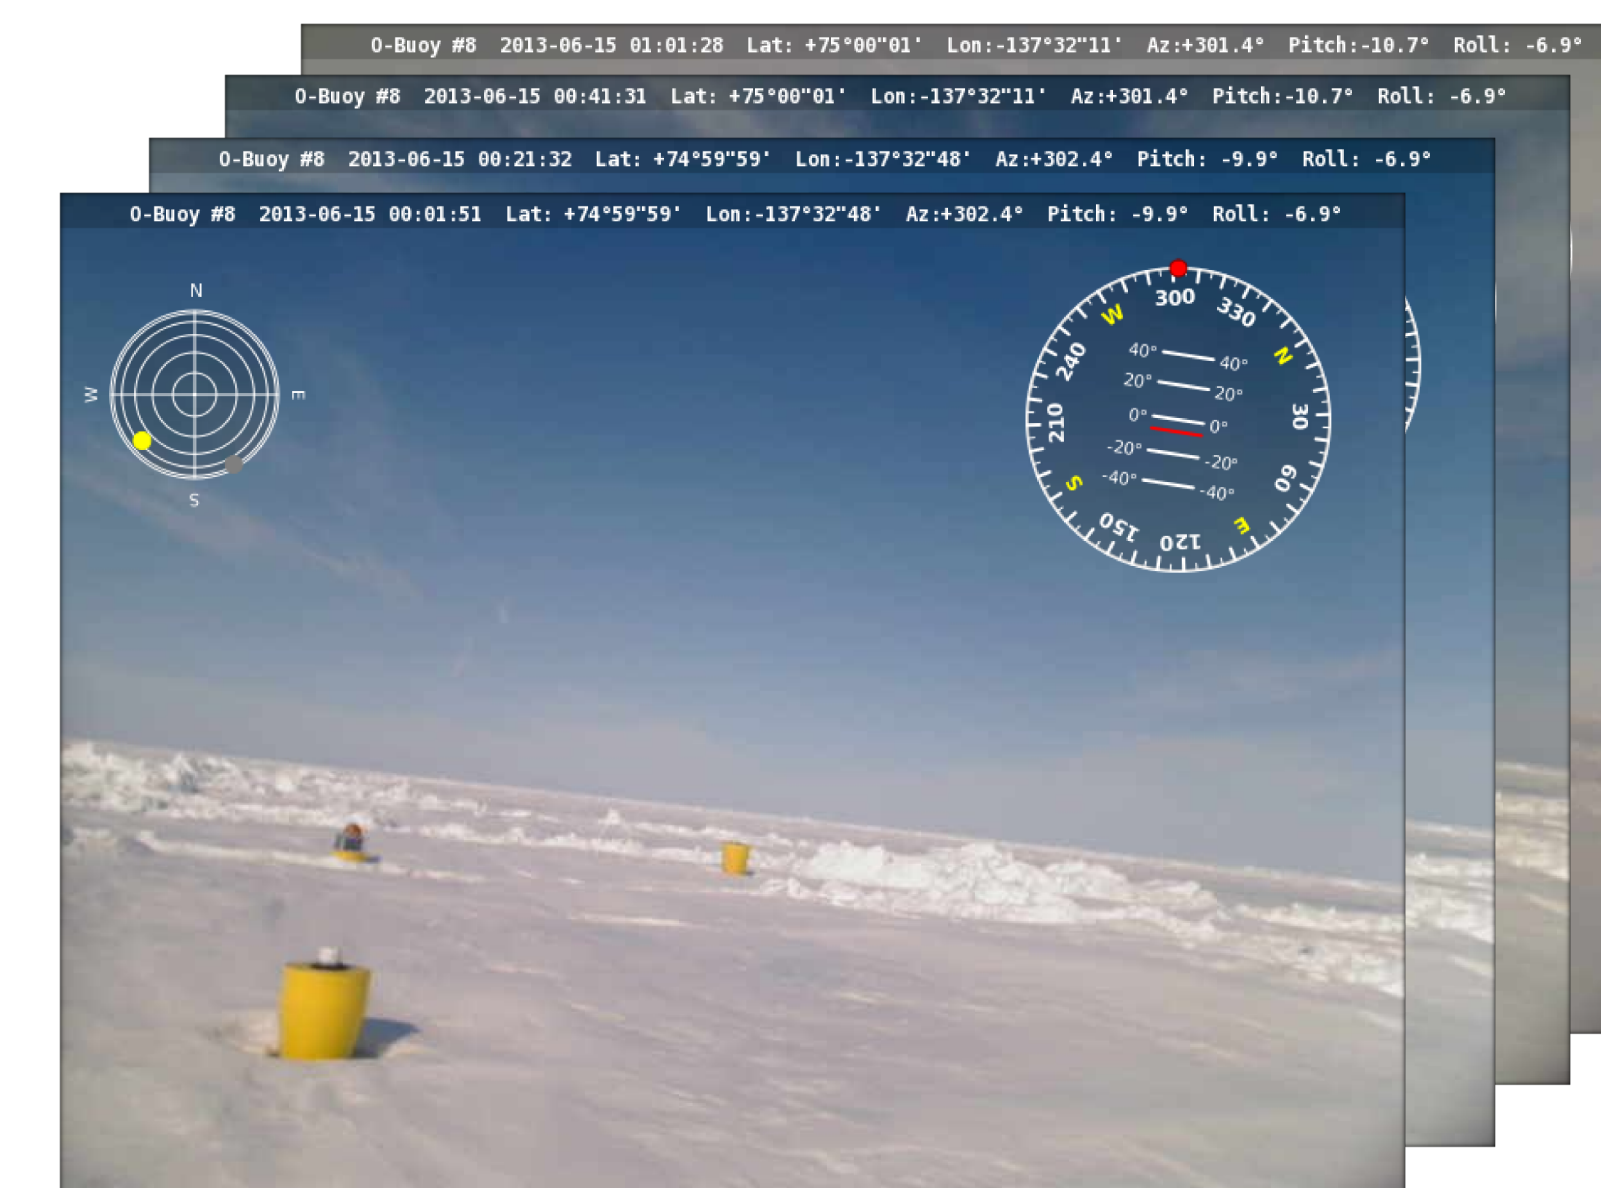 O-Buoy #8 2013-06-15 01:01:28 Lat: +75°00"01' Lon:-137°32"11' Az:+301.4° Pitch:-10.7° Roll: -6.9°
O-Buoy #8 2013-06-15 00:41:31 Lat: +75°00"01' Lon:-137°32"11' Az:+301.4° Pitch:-10.7° Roll: -6.9°
O-Buoy #8 2013-06-15 00:21:32 Lat: +74°59"59' Lon:-137°32"48' Az:+302.4° Pitch: -9.9° Roll: -6.9°
O-Buoy #8 2013-06-15 00:01:51 Lat: +74°59"59' Lon:-137°32"48' Az:+302.4° Pitch: -9.9° Roll: -6.9°
N
W E
S
300
W 330
240 N
40° 40°
20° 20°
210 0° 0° 30
-20° -20°
S -40° -40° 60
150 120 E